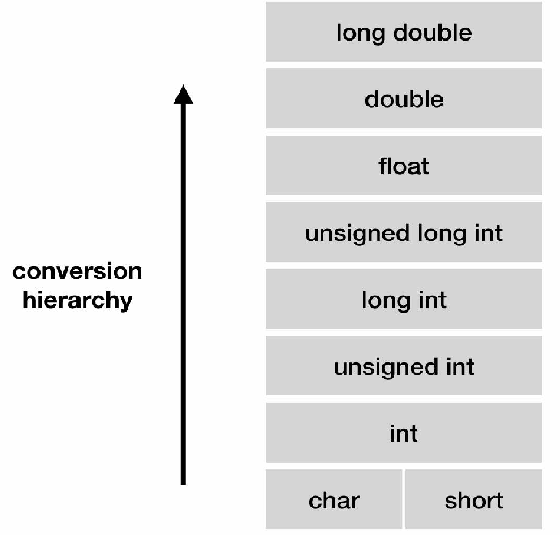 long double
double
float
unsigned long int
conversion
hierarchy
long int
unsigned int
int
char
short